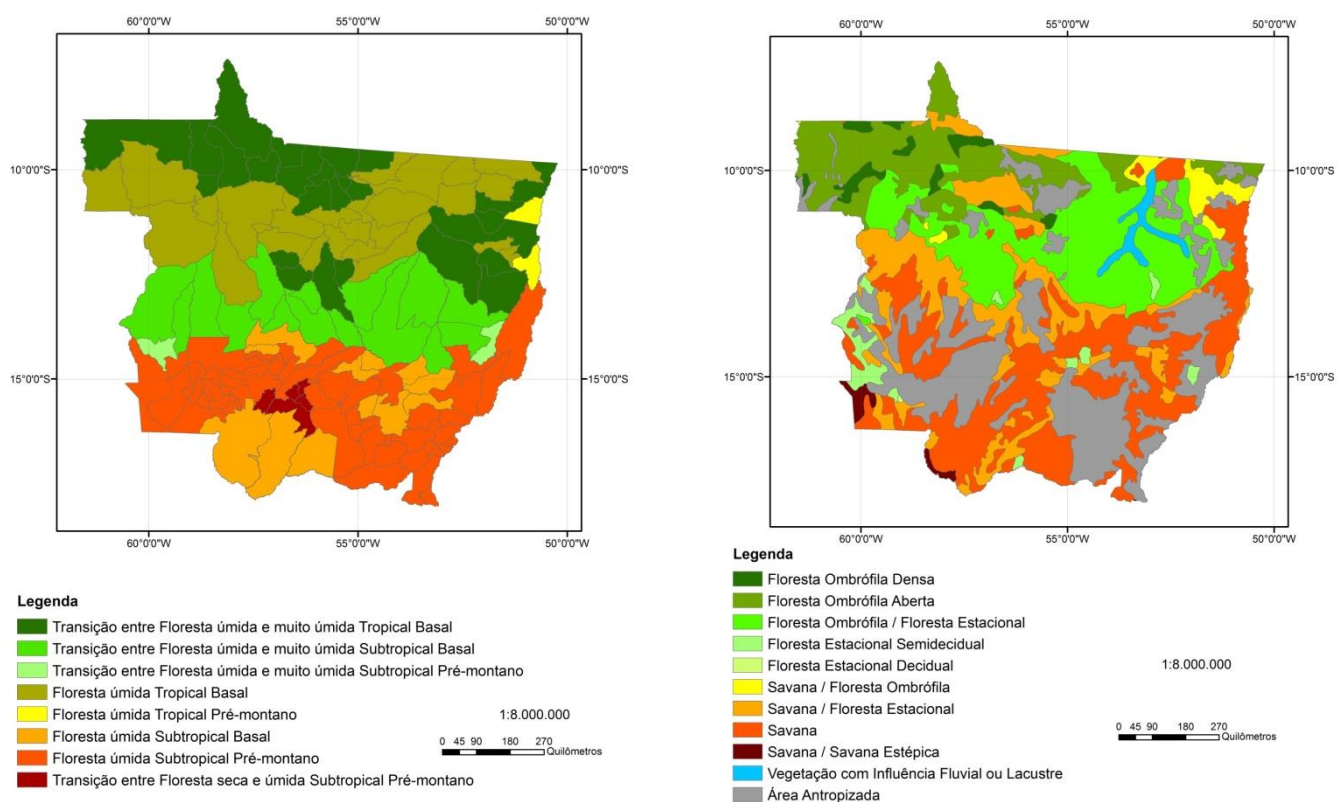 60°0'0"W 55°0'0"W 50°0'0"W
10°0'0"S 10°0'0"S
15°0'0"S 15°0'0"S
60°0'0"W 55°0'0"W 50°0'0"W
Legenda
Transição entre Floresta úmida e muito úmida Tropical Basal
Transição entre Floresta úmida e muito úmida Subtropical Basal
Transição entre Floresta úmida e muito úmida Subtropical Pré-montano
Floresta úmida Tropical Basal
Floresta úmida Tropical Pré-montano
Floresta úmida Subtropical Basal
Floresta úmida Subtropical Pré-montano
Transição entre Floresta seca e úmida Subtropical Pré-montano
1:8.000.000
0 45 90 180 270
Quilômetros
60°0'0"W 55°0'0"W 50°0'0"W
10°0'0"S 10°0'0"S
15°0'0"S 15°0'0"S
60°0'0"W 55°0'0"W 50°0'0"W
Legenda
Floresta Ombrófila Densa
Floresta Ombrófila Aberta
Floresta Ombrófila / Floresta Estacional
Floresta Estacional Semidecidual
Floresta Estacional Decidual
Savana / Floresta Ombrófila
Savana / Floresta Estacional
Savana
Savana / Savana Estépica
Vegetação com Influência Fluvial ou Lacustre
Área Antropizada
1:8.000.000
0 45 90 180 270
Quilômetros